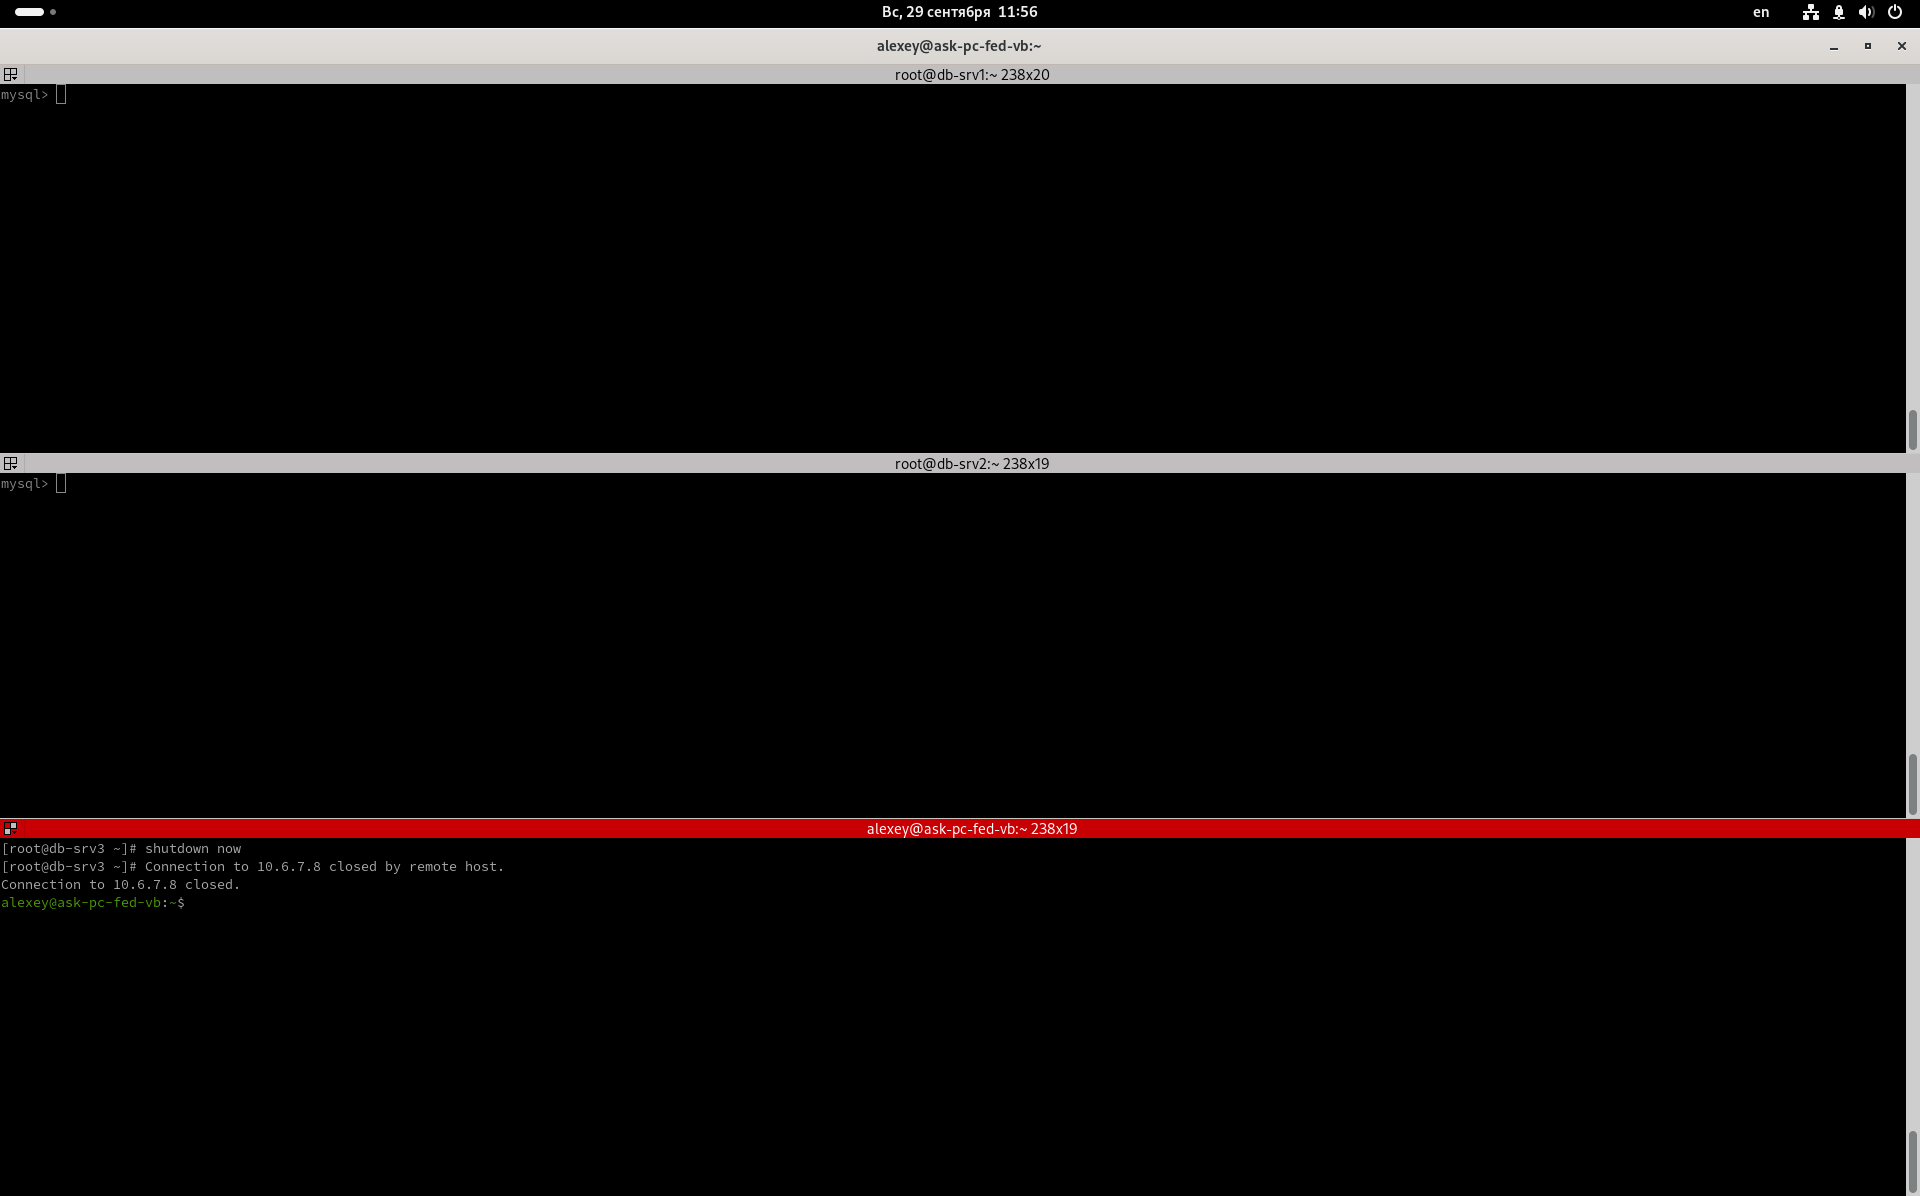 Вс, 29 сентября 11:56
en
alexey@ask-pc-fed-vb:~
root@db-srv1:~ 238x20
mysql>
root@db-srv2:~ 238x19
mysql>
alexey@ask-pc-fed-vb:~ 238x19
[root@db-srv3 ~]# shutdown now
[root@db-srv3 ~]# Connection to 10.6.7.8 closed by remote host.
Connection to 10.6.7.8 closed.
alexey@ask-pc-fed-vb:~$